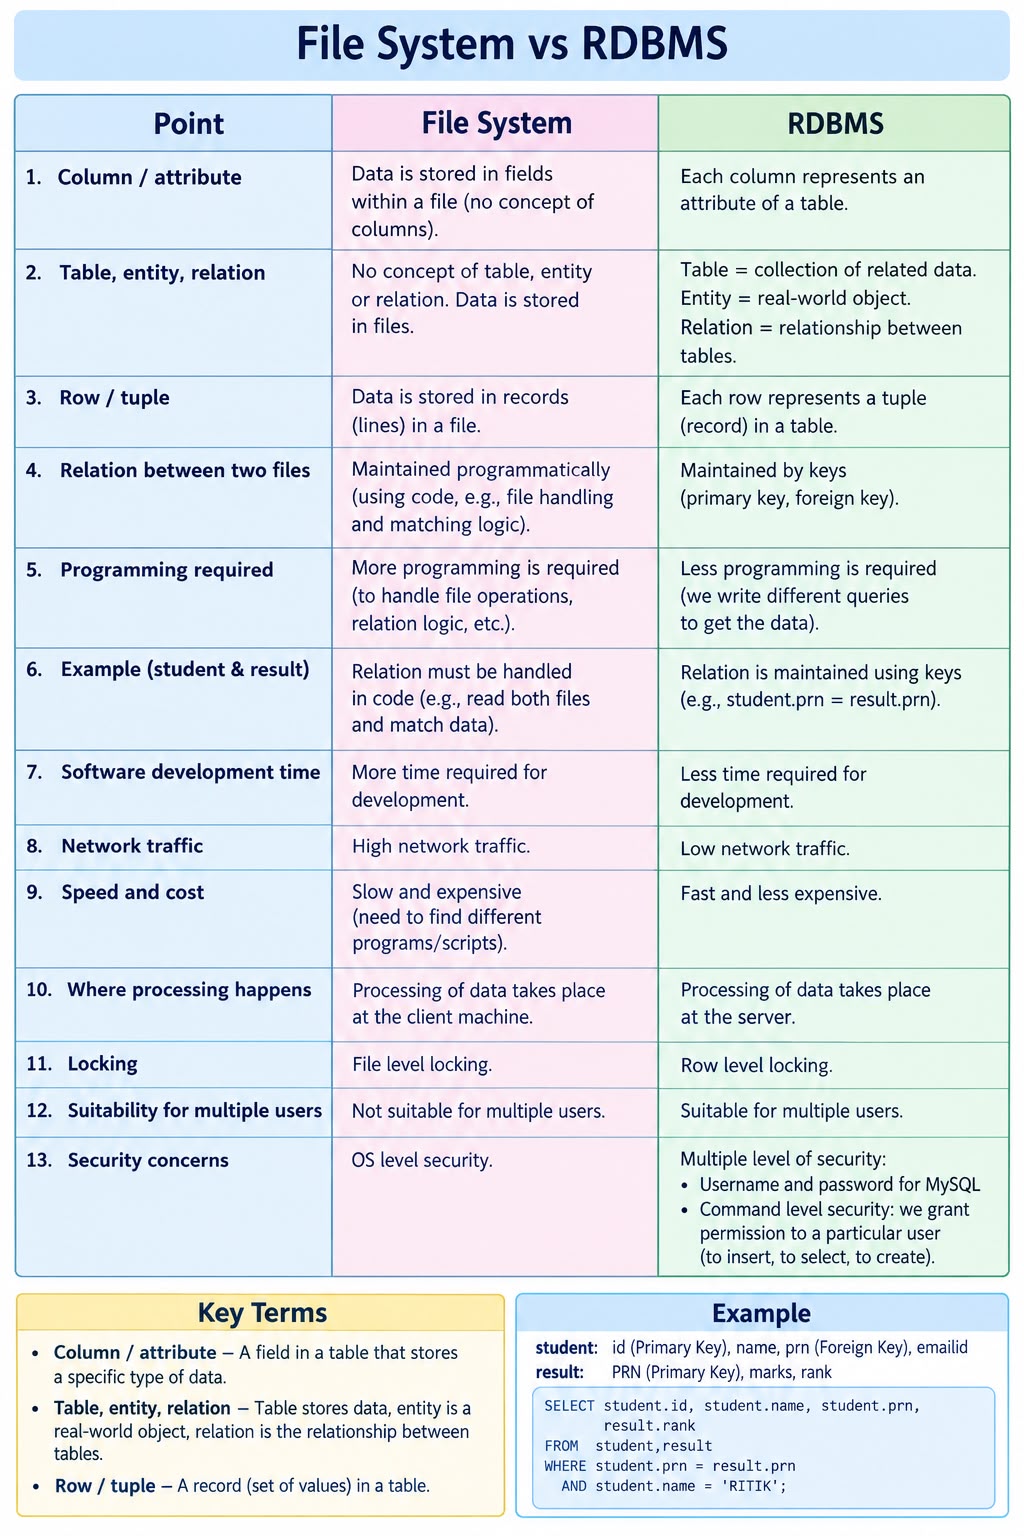 File System vs RDBMS
Point
File System
RDBMS
1. Column / attribute
Data is stored in fields
within a file (no concept of
columns).
Each column represents an
attribute of a table.
2. Table, entity, relation
No concept of table, entity
or relation. Data is stored
in files.
Table = collection of related data.
Entity = real-world object.
Relation = relationship between
tables.
3. Row / tuple
Data is stored in records
(lines) in a file.
Each row represents a tuple
(record) in a table.
4. Relation between two files
Maintained programmatically
(using code, e.g., file handling
and matching logic).
Maintained by keys
(primary key, foreign key).
5. Programming required
More programming is required
(to handle file operations,
relation logic, etc.).
Less programming is required
(we write different queries
to get the data).
6. Example (student & result)
Relation must be handled
in code (e.g., read both files
and match data).
Relation is maintained using keys
(e.g., student.prn = result.prn).
7. Software development time
More time required for
development.
Less time required for
development.
8. Network traffic
High network traffic.
Low network traffic.
9. Speed and cost
Slow and expensive
(need to find different
programs/scripts).
Fast and less expensive.
10. Where processing happens
Processing of data takes place
at the client machine.
Processing of data takes place
at the server.
11. Locking
File level locking.
Row level locking.
12. Suitability for multiple users
Not suitable for multiple users.
Suitable for multiple users.
13. Security concerns
OS level security.
Multiple level of security:
• Username and password for MySQL
• Command level security: we grant
permission to a particular user
(to insert, to select, to create).
Key Terms
• Column / attribute – A field in a table that stores
a specific type of data.
• Table, entity, relation – Table stores data, entity is a
real-world object, relation is the relationship between
tables.
• Row / tuple – A record (set of values) in a table.
Example
student: id (Primary Key), name, prn (Foreign Key), emailid
result: PRN (Primary Key), marks, rank
SELECT student.id, student.name, student.prn,
result.rank
FROM student,result
WHERE student.prn = result.prn
AND student.name = 'RITIK';